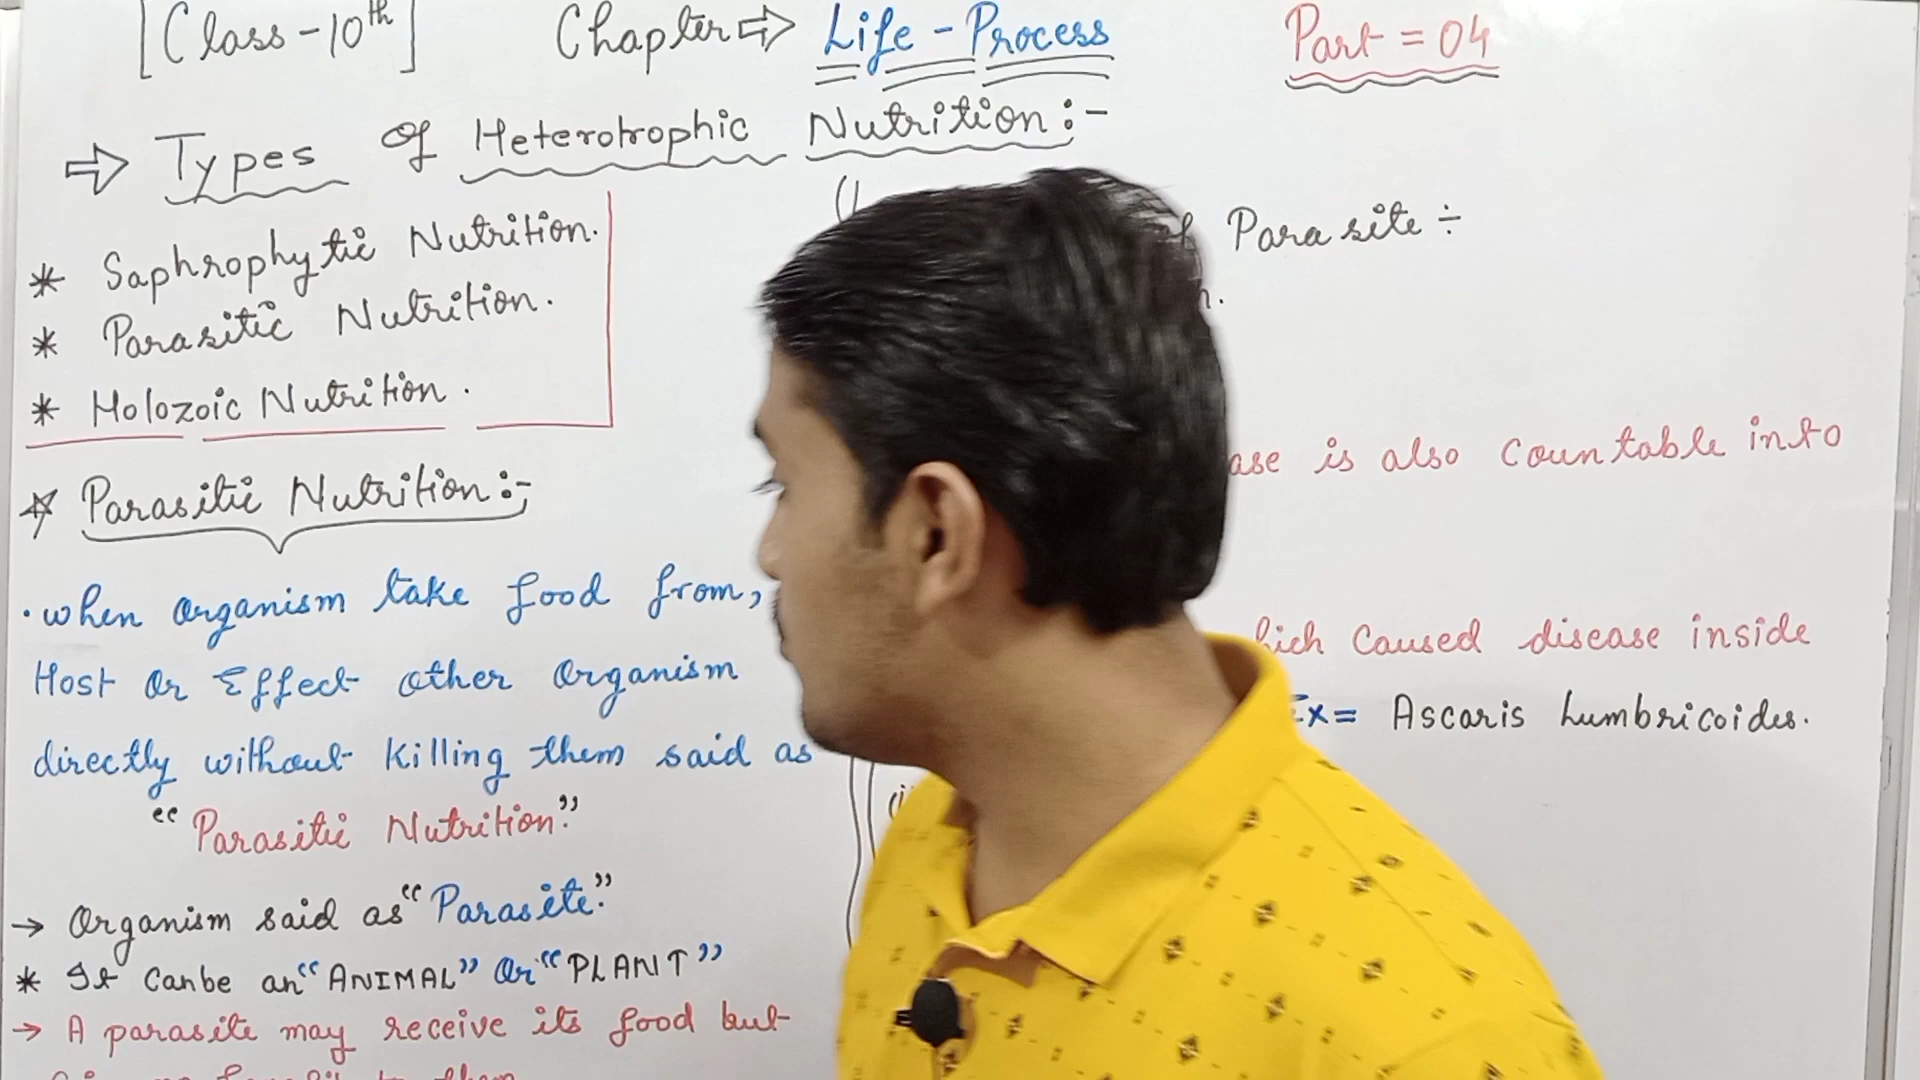 [Class-10th] Chapter ⇒ Life-Process Part = 04
⇒ Types Of Heterotrophic Nutrition:-
* Saphrophytic Nutrition.
* Parasitic Nutrition.
* Holozoic Nutrition.
☆ Parasitic Nutrition:-
• when organism take food from,
Host Or Effect other organism
directly without killing them said as
"Parasitic Nutrition."
→ Organism said as "Parasite."
* It Canbe an "ANIMAL" Or "PLANT"
→ A parasite may receive its food but
Parasite ÷
is also Countable into
Caused disease inside
Ex = Ascaris Lumbricoides.